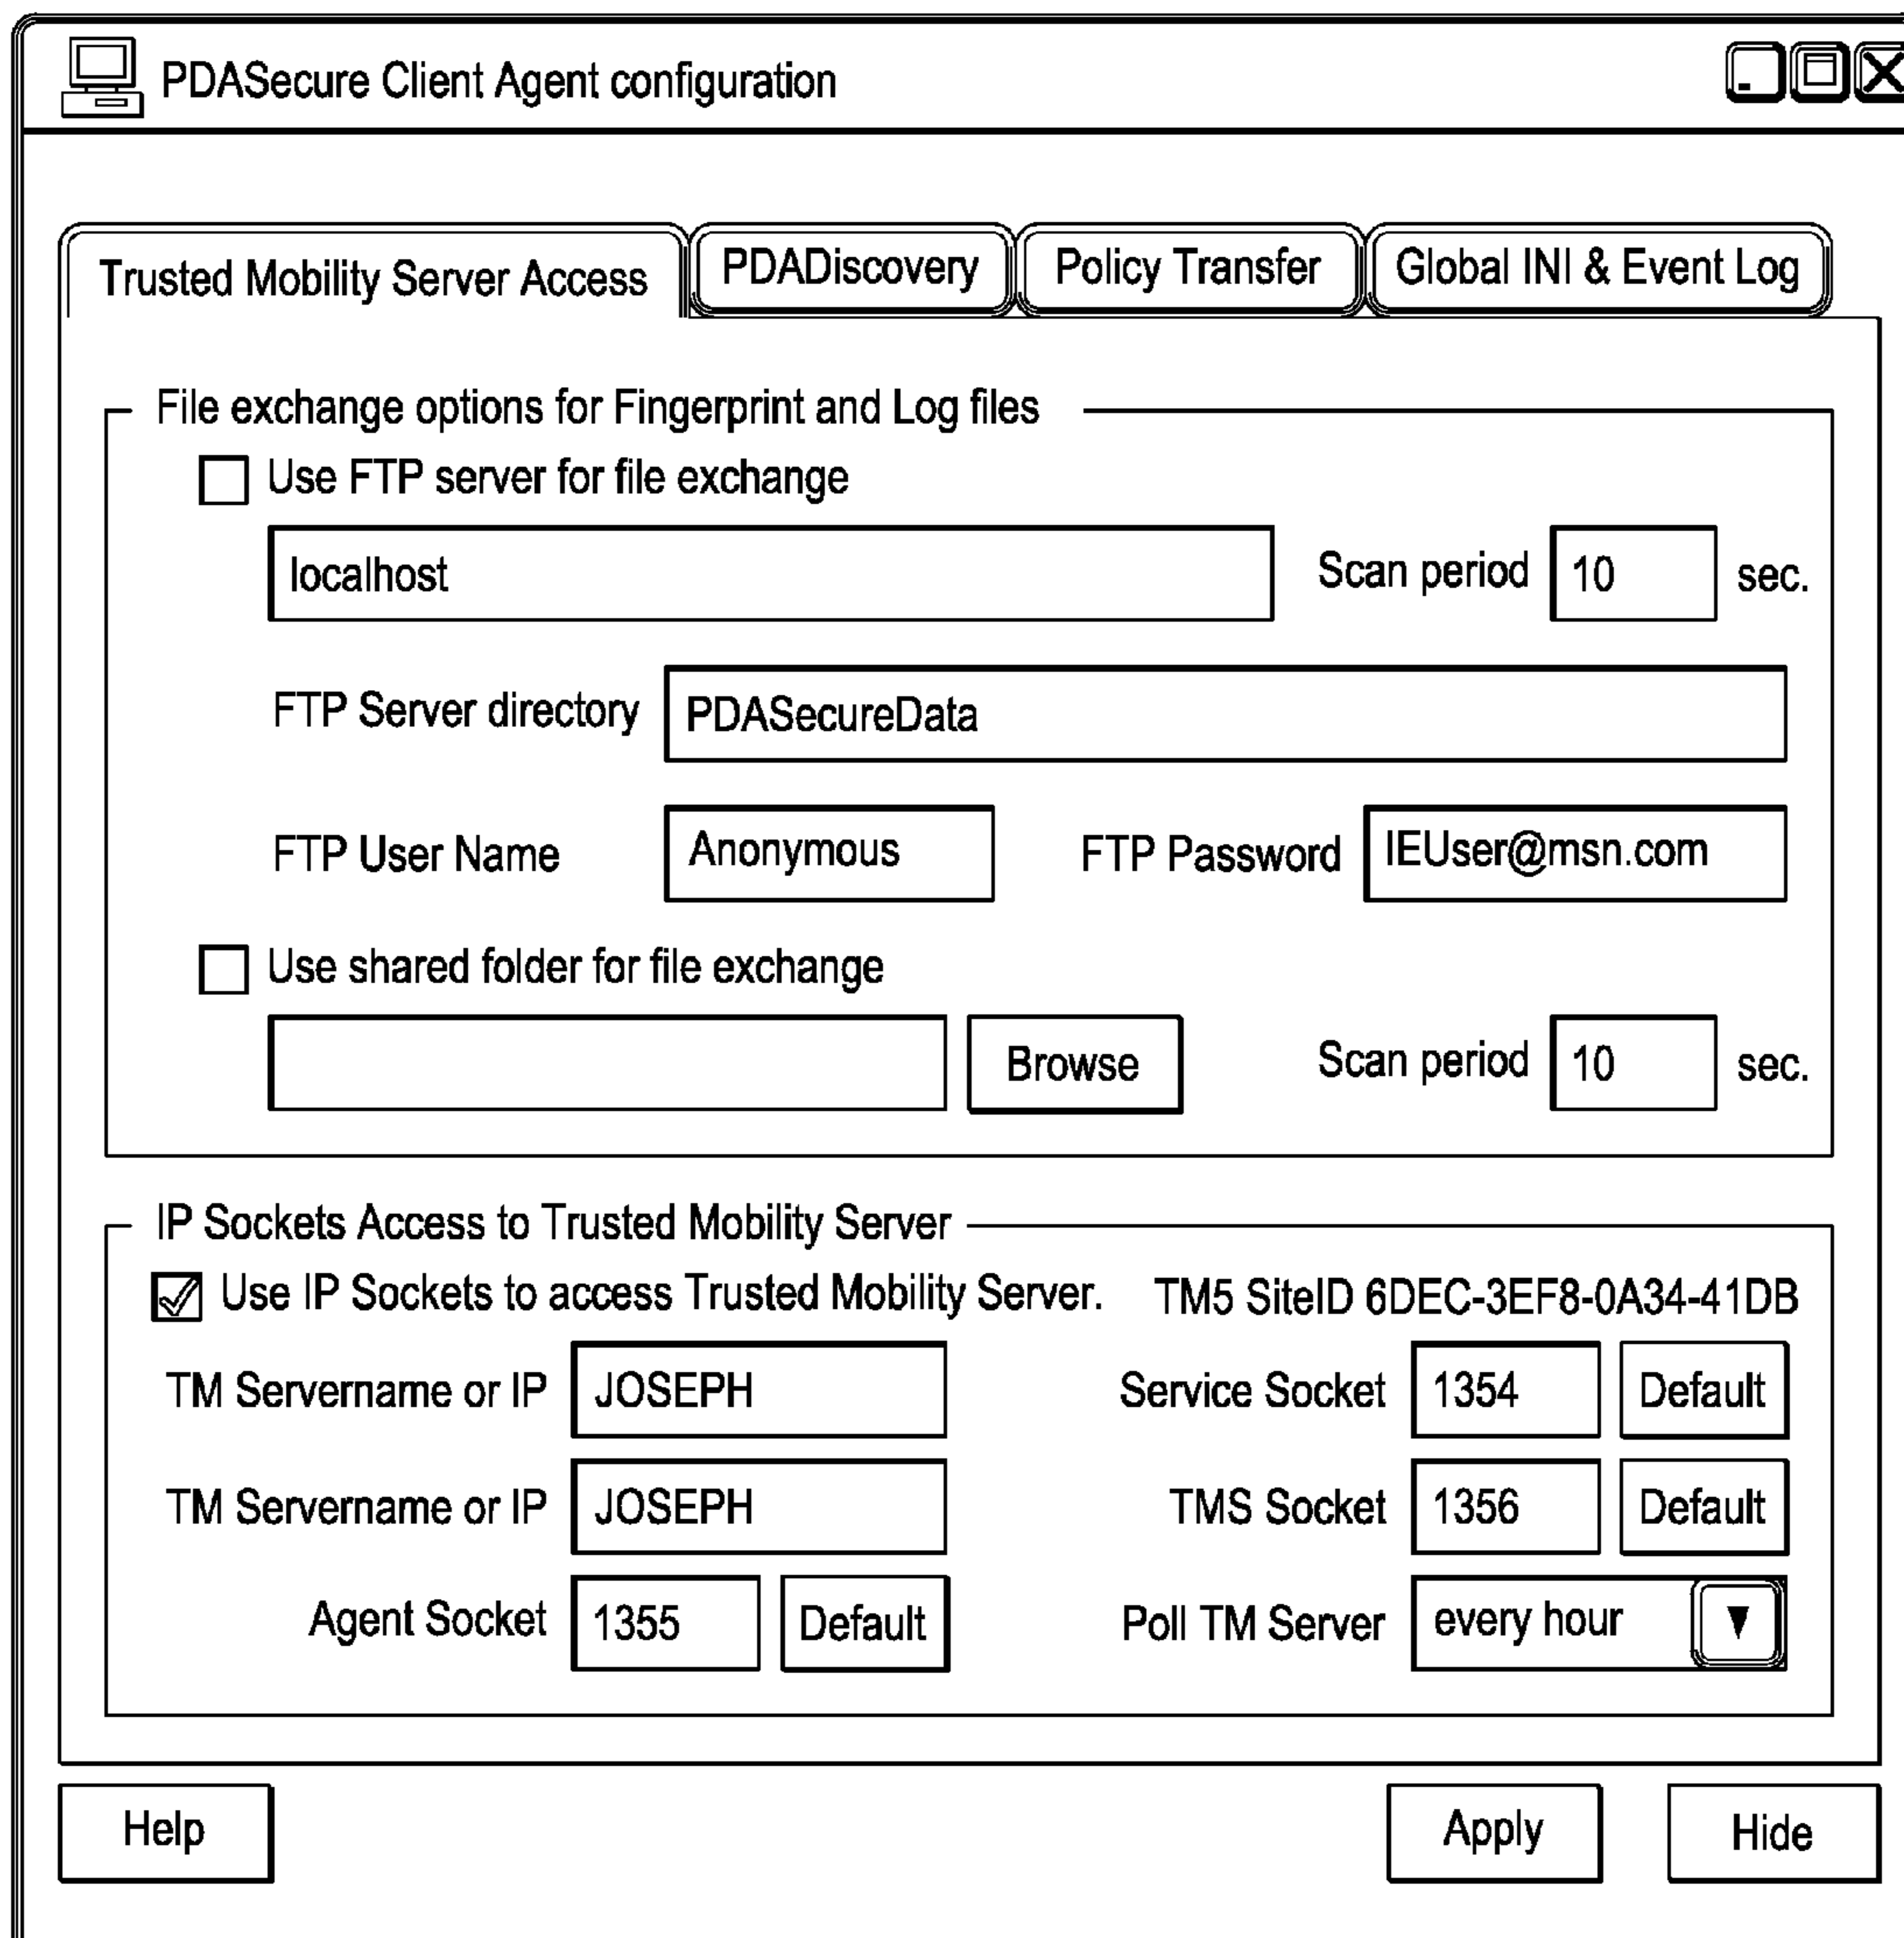 PDASecure Client Agent configuration
Trusted Mobility Server Access PDADiscovery Policy Transfer Global INI & Event Log
File exchange options for Fingerprint and Log files
Use FTP server for file exchange
localhost Scan period 10 sec.
FTP Server directory PDASecureData
FTP User Name Anonymous FTP Password IEUser@msn.com
Use shared folder for file exchange
Browse Scan period 10 sec.
IP Sockets Access to Trusted Mobility Server
Use IP Sockets to access Trusted Mobility Server. TM5 SiteID 6DEC-3EF8-0A34-41DB
TM Servername or IP JOSEPH Service Socket 1354 Default
TM Servername or IP JOSEPH TMS Socket 1356 Default
Agent Socket 1355 Default Poll TM Server every hour
Help Apply Hide